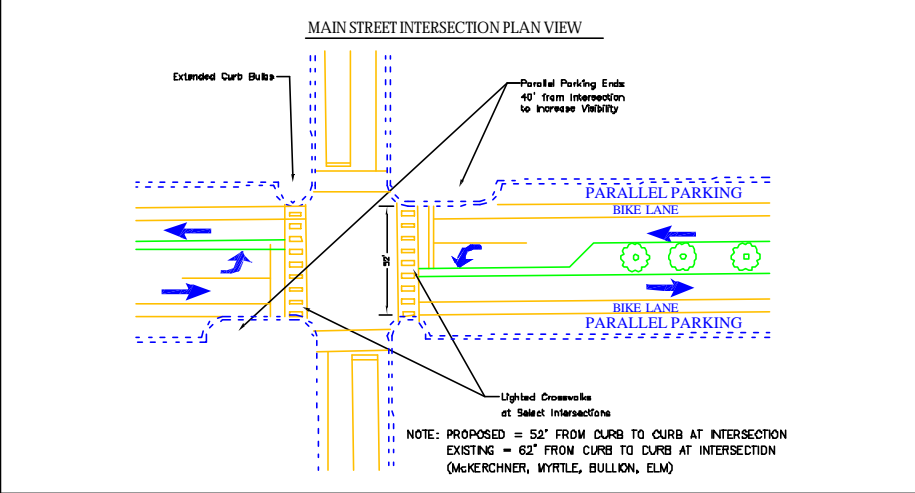 MAIN STREET INTERSECTION PLAN VIEW
Extended Curb Bulbs
Parallel Parking Ends
40' from Intersection
to Increase Visibility
PARALLEL PARKING
BIKE LANE
52'
BIKE LANE
PARALLEL PARKING
Lighted Crosswalks
at Select Intersections
NOTE: PROPOSED = 52' FROM CURB TO CURB AT INTERSECTION
EXISTING = 62' FROM CURB TO CURB AT INTERSECTION
(McKERCHNER, MYRTLE, BULLION, ELM)